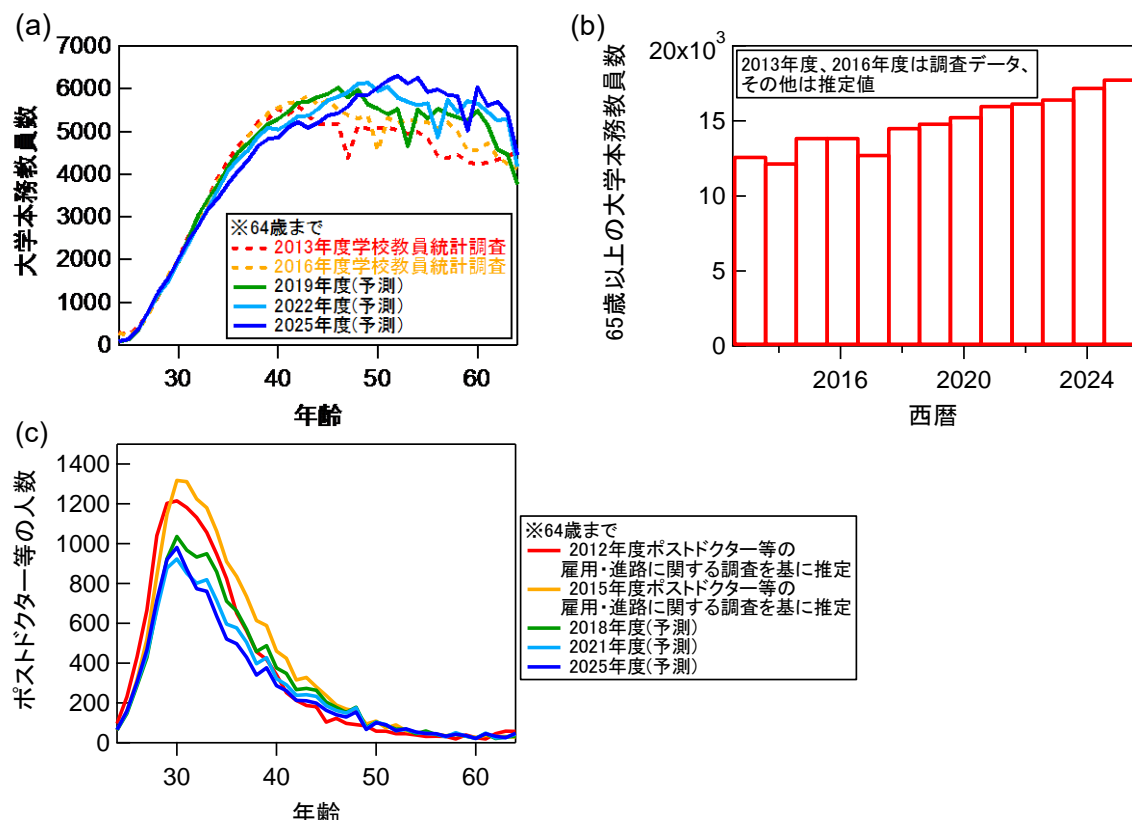 (a)
7000
6000
5000
4000
3000
2000
1000
0
大学本務教員数
※64歳まで
2013年度学校教員統計調査
2016年度学校教員統計調査
2019年度(予測)
2022年度(予測)
2025年度(予測)
30
40
50
60
年齢
(b)
20x10³
15
10
5
0
65歳以上の大学本務教員数
2013年度、2016年度は調査データ、
その他は推定値
2016
2020
2024
西暦
(c)
1400
1200
1000
800
600
400
200
0
ポストドクター等の人数
30
40
50
60
年齢
※64歳まで
2012年度ポストドクター等の
雇用・進路に関する調査を基に推定
2015年度ポストドクター等の
雇用・進路に関する調査を基に推定
2018年度(予測)
2021年度(予測)
2025年度(予測)